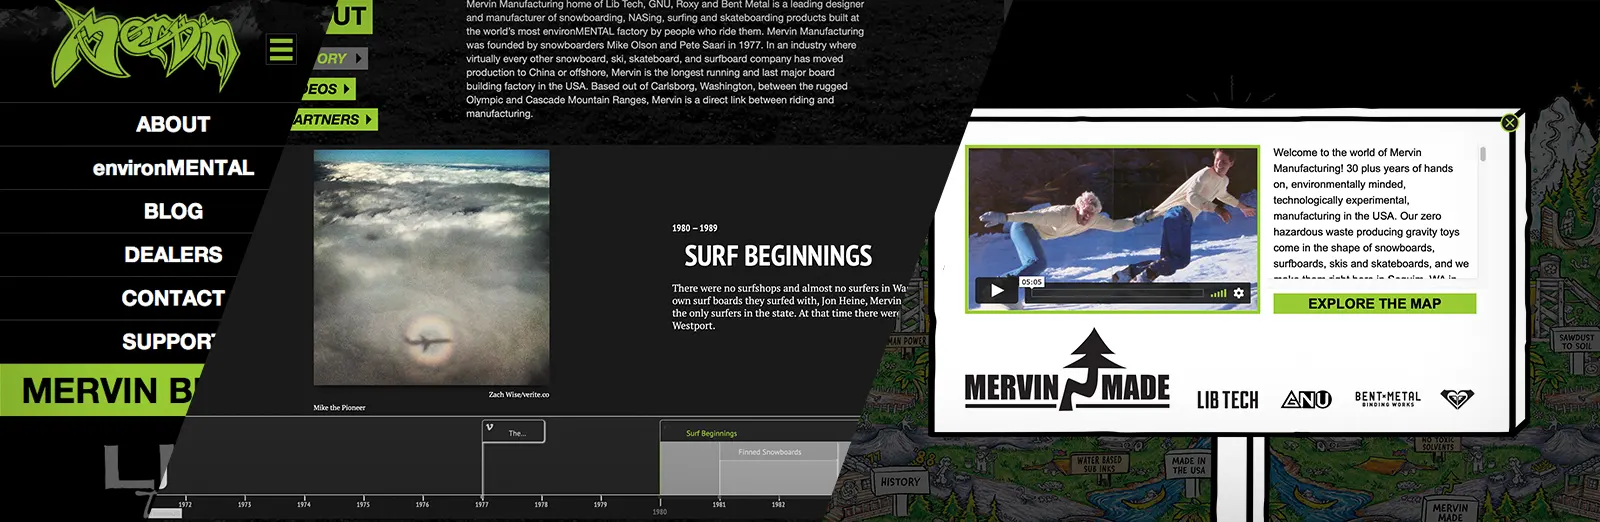 Mervin
ABOUT
environMENTAL
BLOG
DEALERS
CONTACT
SUPPORT
MERVIN B
UT
ORY
DEOS
ARTNERS
Mervin Manufacturing home of Lib Tech, GNU, Roxy and Bent Metal is a leading designer
and manufacturer of snowboarding, NASing, surfing and skateboarding products built at
the world's most environMENTAL factory by people who ride them. Mervin Manufacturing
was founded by snowboarders Mike Olson and Pete Saari in 1977. In an industry where
virtually every other snowboard, ski, skateboard, and surfboard company has moved
production to China or offshore, Mervin is the longest running and last major board
building factory in the USA. Based out of Carlsborg, Washington, between the rugged
Olympic and Cascade Mountain Ranges, Mervin is a direct link between riding and
manufacturing.
Zach Wise/verite.co
Mike the Pioneer
1980 – 1989
SURF BEGINNINGS
There were no surfshops and almost no surfers in Wa
own surf boards they surfed with, Jon Heine, Mervin
the only surfers in the state. At that time there were
Westport.
The...
Surf Beginnings
Finned Snowboards
1972 1973 1974 1975 1976 1977 1978 1979 1980 1981 1982
05:05
Welcome to the world of Mervin
Manufacturing! 30 plus years of hands
on, environmentally minded,
technologically experimental,
manufacturing in the USA. Our zero
hazardous waste producing gravity toys
come in the shape of snowboards,
surfboards, skis and skateboards, and we
make them right here in Sequim, WA in
EXPLORE THE MAP
MERVIN MADE
LIB TECH
GNU
BENT METAL
BINDING WORKS
MAN POWER
SAWDUST
TO SOIL
NO TOXIC
SOLVENTS
WATER BASED
SUB INKS
MADE IN
THE USA
HISTORY
MERVIN
MADE